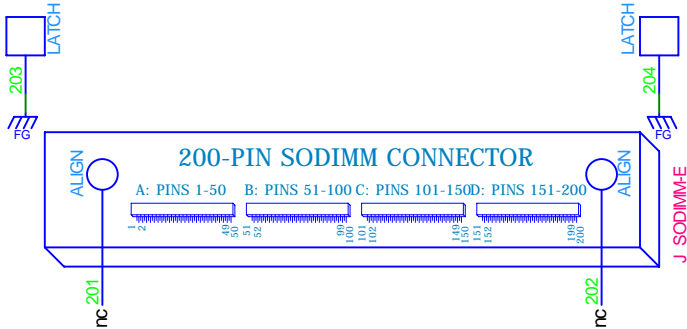 LATCH
LATCH
203
204
FG
FG
200-PIN SODIMM CONNECTOR
ALIGN
ALIGN
A: PINS 1-50 B: PINS 51-100 C: PINS 101-150D: PINS 151-200
1
2
49
50
51
52
99
100
101
102
149
150
151
152
199
200
J SODIMM-E
201
nc
202
nc